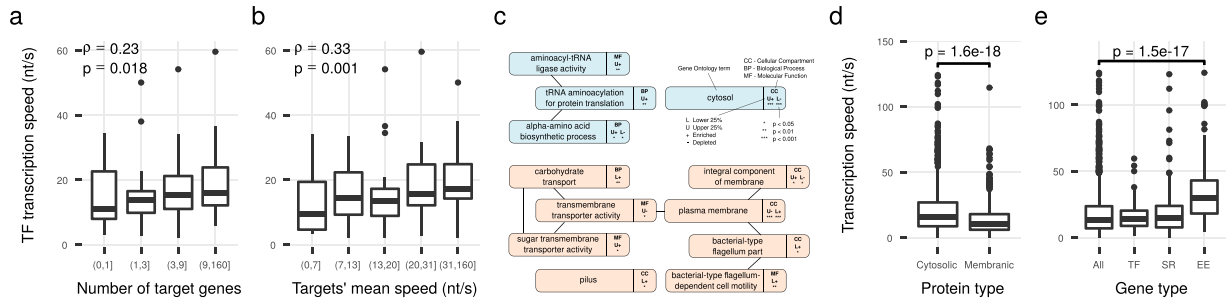 a
TF transcription speed (nt/s)
60
40
20
0
ρ = 0.23
p = 0.018
(0,1] (1,3] (3,9] (9,160]
Number of target genes
b
60
40
20
0
ρ = 0.33
p = 0.001
(0,7] (7,13] (13,20] (20,31] (31,160]
Targets' mean speed (nt/s)
c
aminoacyl-tRNA
ligase activity
MF
U+
**
tRNA aminoacylation
for protein translation
BP
U+
**
alpha-amino acid
biosynthetic process
BP
U+ L-
* *
Gene Ontology term
CC - Cellular Compartment
BP - Biological Process
MF - Molecular Function
cytosol
CC
U+ L-
*** ***
L Lower 25%
U Upper 25%
+ Enriched
- Depleted
* p < 0.05
** p < 0.01
*** p < 0.001
carbohydrate
transport
BP
L+
**
transmembrane
transporter activity
MF
U-
*
sugar transmembrane
transporter activity
MF
U+
*
pilus
CC
L+
*
integral component
of membrane
CC
U+ L-
* *
plasma membrane
CC
U- L+
*** ***
bacterial-type
flagellum part
CC
L+
*
bacterial-type flagellum-
dependent cell motility
MF
L+
**
d
Transcription speed (nt/s)
150
100
50
0
p = 1.6e-18
Cytosolic Membranic
Protein type
e
100
50
0
p = 1.5e-17
All TF SR EE
Gene type